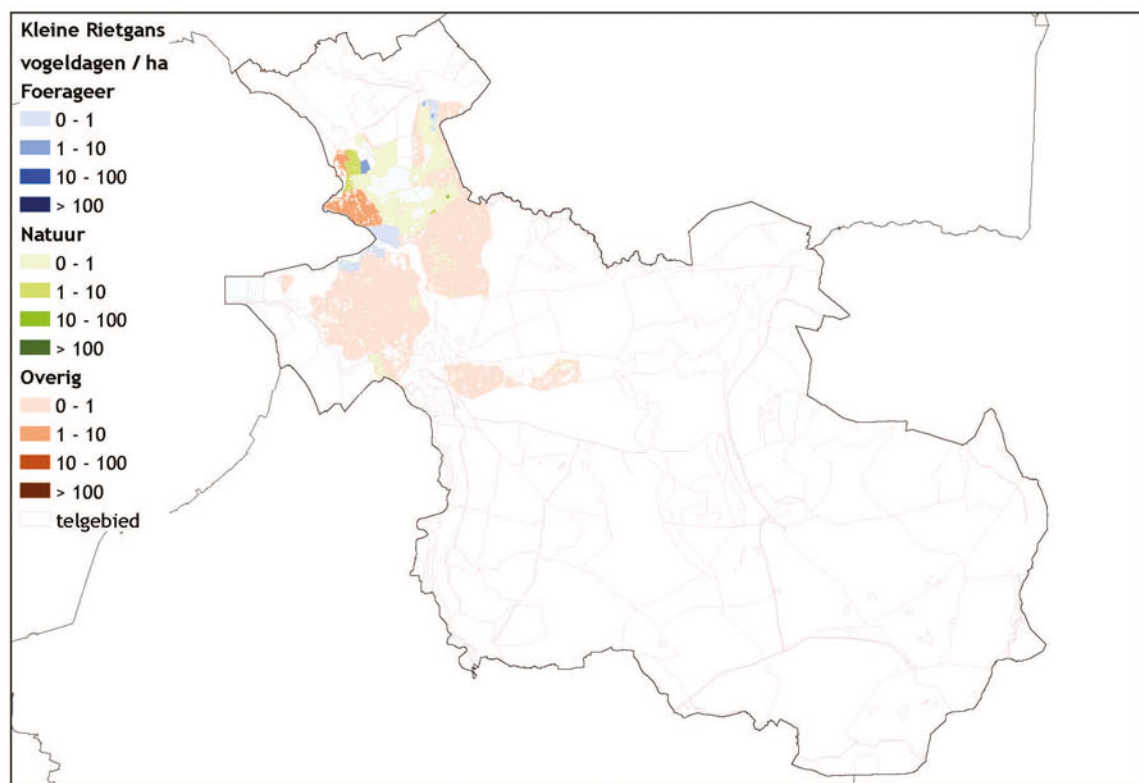 Kleine Rietgans
vogeldagen / ha
Foerageer
0 - 1
1 - 10
10 - 100
> 100
Natuur
0 - 1
1 - 10
10 - 100
> 100
Overig
0 - 1
1 - 10
10 - 100
> 100
telgebied